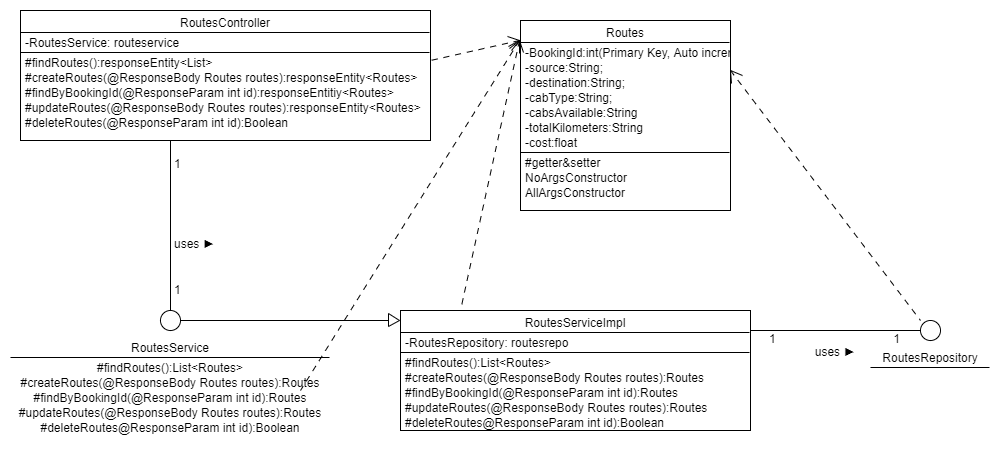 RoutesController
-RoutesService: routeservice
#findRoutes():responseEntity<List>
#createRoutes(@ResponseBody Routes routes):responseEntity<Routes>
#findByBookingId(@ResponseParam int id):responseEntitiy<Routes>
#updateRoutes(@ResponseBody Routes routes):responseEntity<Routes>
#deleteRoutes(@ResponseParam int id):Boolean
Routes
-BookingId:int(Primary Key, Auto increr
-source:String;
-destination:String;
-cabType:String;
-cabsAvailable:String
-totalKilometers:String
-cost:float
#getter&setter
NoArgsConstructor
AllArgsConstructor
1
uses ►
1
RoutesService
#findRoutes():List<Routes>
#createRoutes(@ResponseBody Routes routes):Routes
#findByBookingId(@ResponseParam int id):Routes
#updateRoutes(@ResponseBody Routes routes):Routes
#deleteRoutes@ResponseParam int id):Boolean
RoutesServiceImpl
-RoutesRepository: routesrepo
#findRoutes():List<Routes>
#createRoutes(@ResponseBody Routes routes):Routes
#findByBookingId(@ResponseParam int id):Routes
#updateRoutes(@ResponseBody Routes routes):Routes
#deleteRoutes@ResponseParam int id):Boolean
1
1
uses ►
RoutesRepository